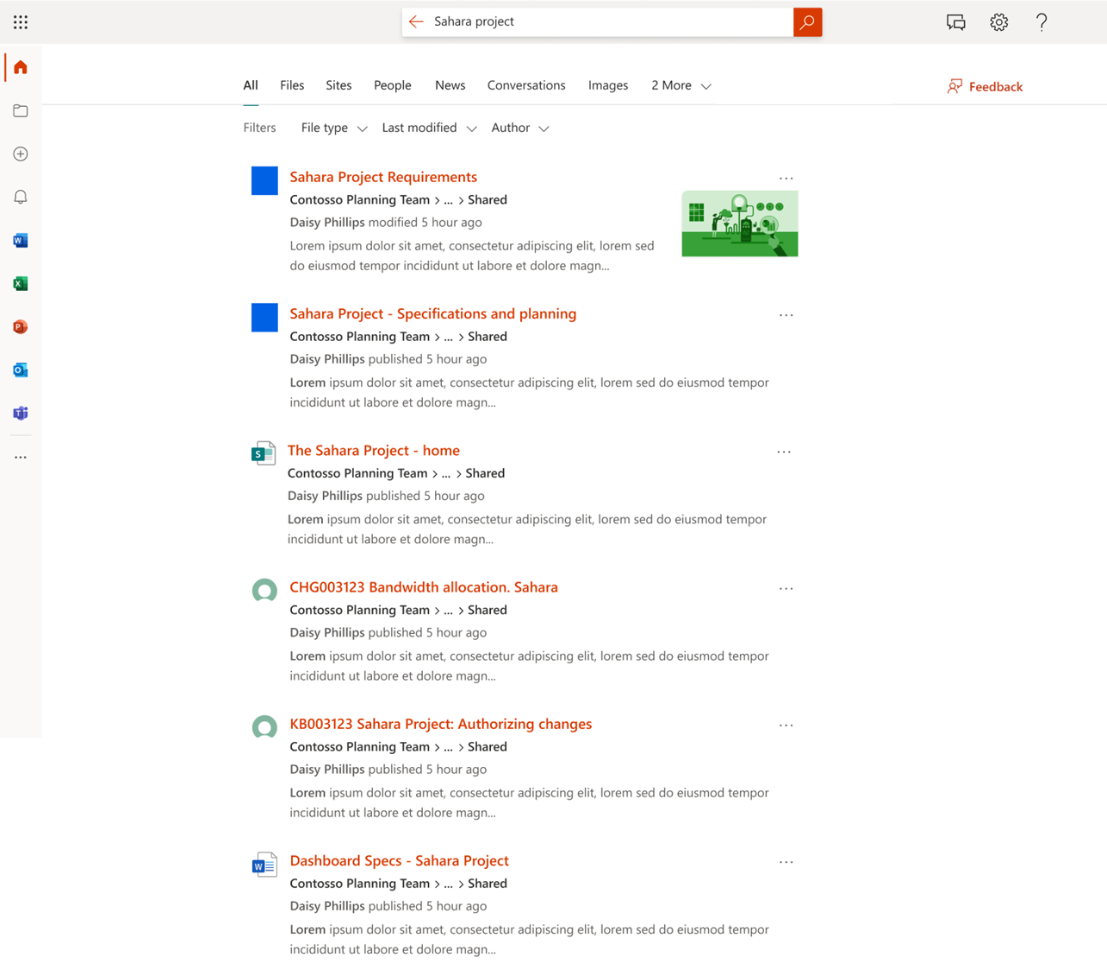 Sahara project
All Files Sites People News Conversations Images 2 More
Feedback
Filters File type Last modified Author
Sahara Project Requirements
Contosso Planning Team > ... > Shared
Daisy Phillips modified 5 hour ago
Lorem ipsum dolor sit amet, consectetur adipiscing elit, lorem sed
do eiusmod tempor incididunt ut labore et dolore magn...
Sahara Project - Specifications and planning
Contosso Planning Team > ... > Shared
Daisy Phillips published 5 hour ago
Lorem ipsum dolor sit amet, consectetur adipiscing elit, lorem sed do eiusmod tempor
incididunt ut labore et dolore magn...
The Sahara Project - home
Contosso Planning Team > ... > Shared
Daisy Phillips published 5 hour ago
Lorem ipsum dolor sit amet, consectetur adipiscing elit, lorem sed do eiusmod tempor
incididunt ut labore et dolore magn...
CHG003123 Bandwidth allocation. Sahara
Contosso Planning Team > ... > Shared
Daisy Phillips published 5 hour ago
Lorem ipsum dolor sit amet, consectetur adipiscing elit, lorem sed do eiusmod tempor
incididunt ut labore et dolore magn...
KB003123 Sahara Project: Authorizing changes
Contosso Planning Team > ... > Shared
Daisy Phillips published 5 hour ago
Lorem ipsum dolor sit amet, consectetur adipiscing elit, lorem sed do eiusmod tempor
incididunt ut labore et dolore magn...
Dashboard Specs - Sahara Project
Contosso Planning Team > ... > Shared
Daisy Phillips published 5 hour ago
Lorem ipsum dolor sit amet, consectetur adipiscing elit, lorem sed do eiusmod tempor
incididunt ut labore et dolore magn...